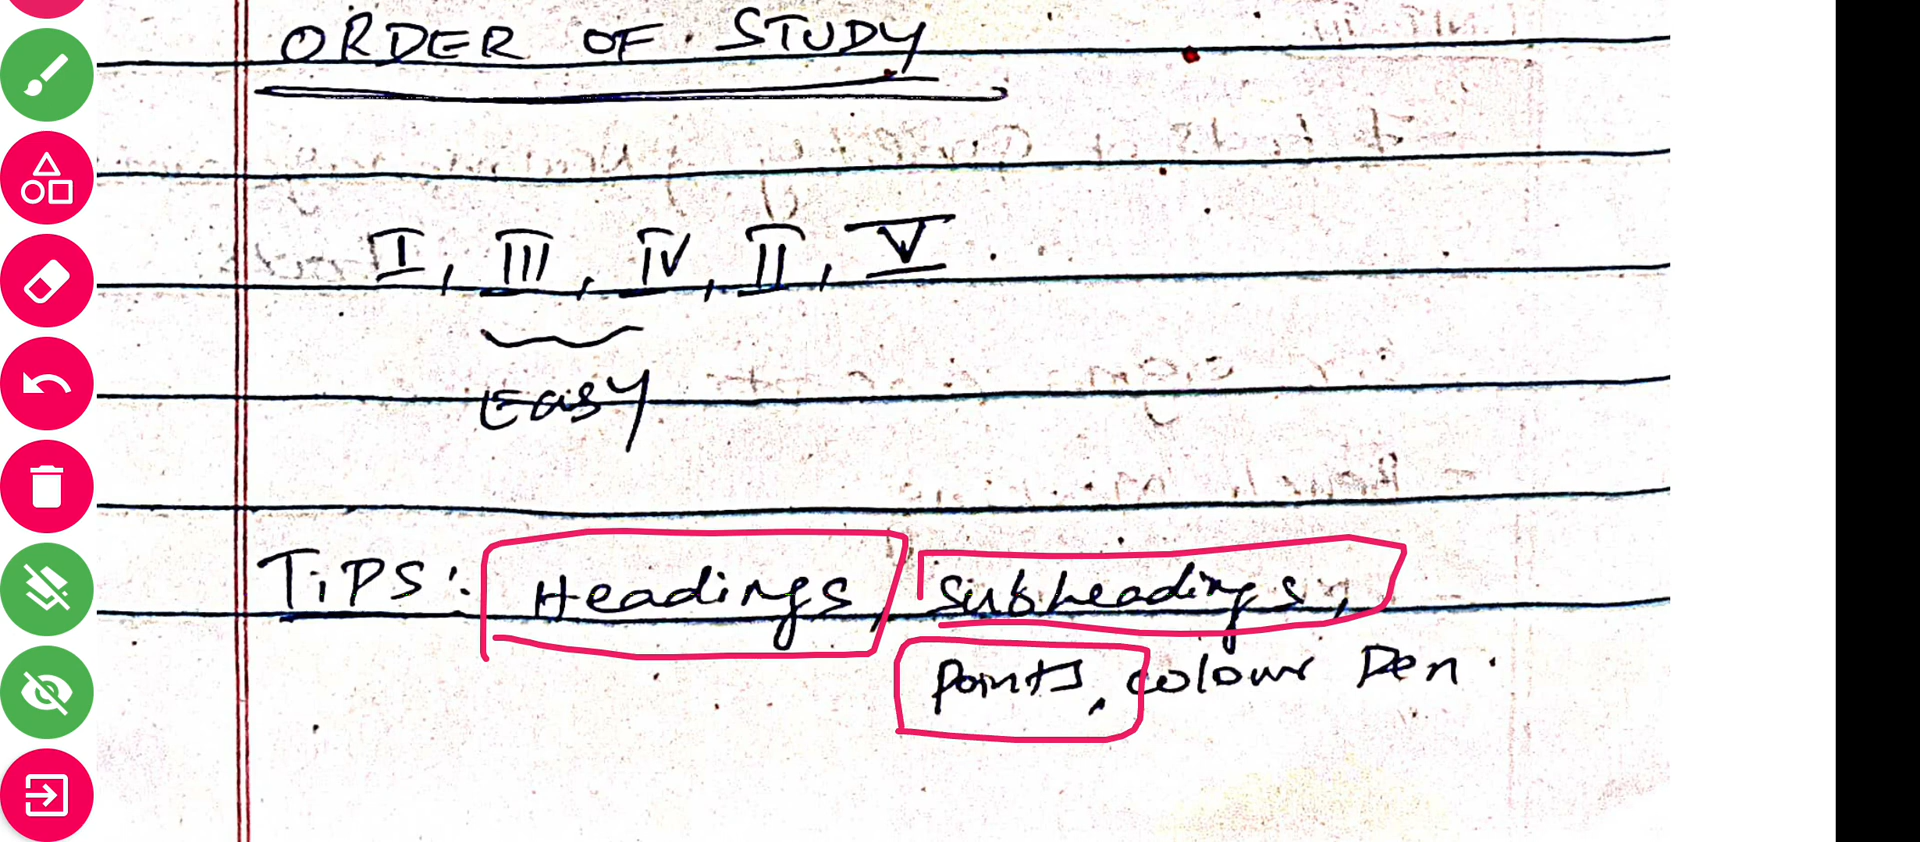 ORDER OF STUDY
I, III, IV, II, V.
Easy
TiPS: Headings, Subheadings,
Points, colour Pen.